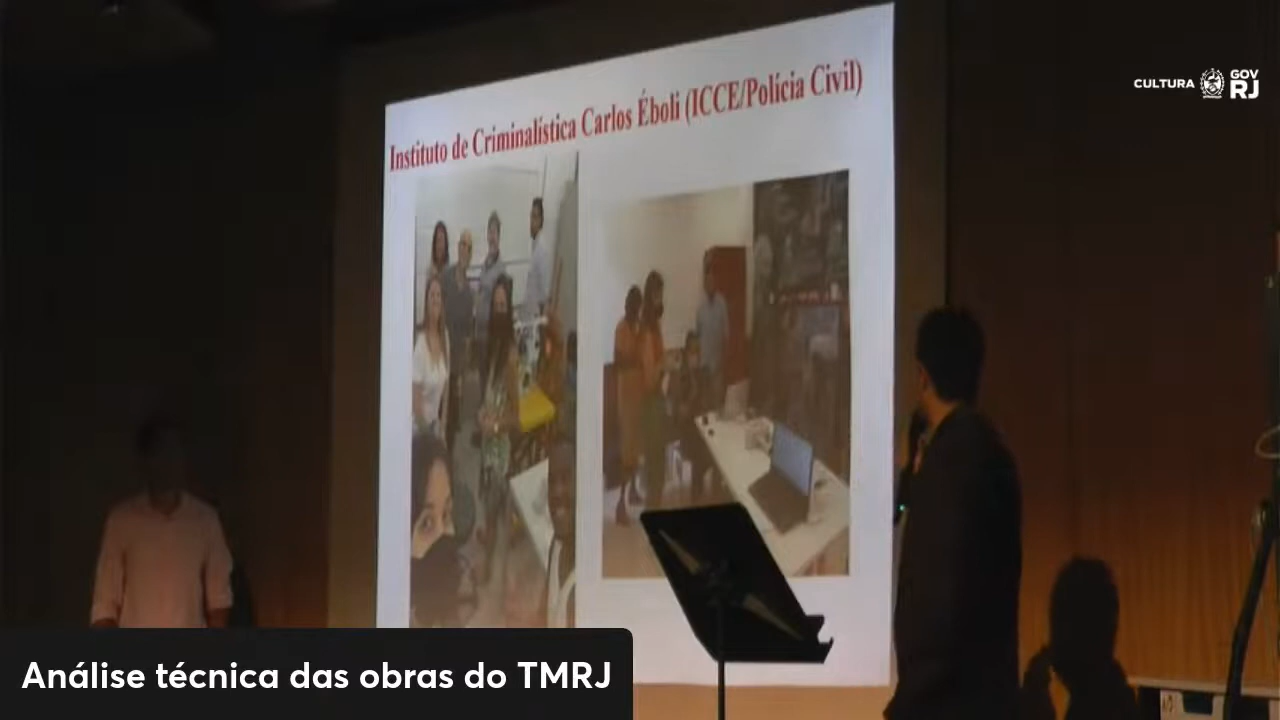 Instituto de Criminalística Carlos Éboli (ICCE/Polícia Civil)
CULTURA
GOV
RJ
Análise técnica das obras do TMRJ